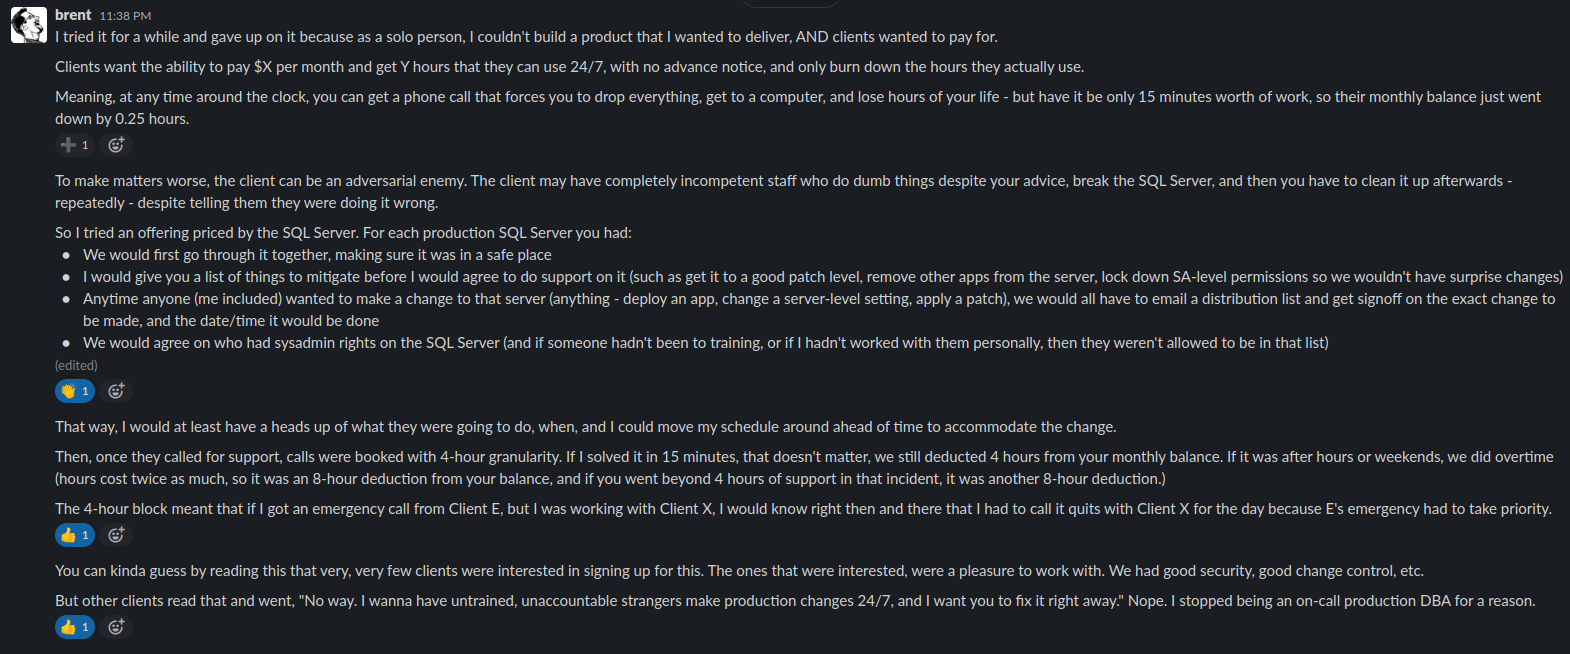 brent 11:38 PM
I tried it for a while and gave up on it because as a solo person, I couldn't build a product that I wanted to deliver, AND clients wanted to pay for.
Clients want the ability to pay $X per month and get Y hours that they can use 24/7, with no advance notice, and only burn down the hours they actually use.
Meaning, at any time around the clock, you can get a phone call that forces you to drop everything, get to a computer, and lose hours of your life - but have it be only 15 minutes worth of work, so their monthly balance just went
down by 0.25 hours.
➕ 1
To make matters worse, the client can be an adversarial enemy. The client may have completely incompetent staff who do dumb things despite your advice, break the SQL Server, and then you have to clean it up afterwards -
repeatedly - despite telling them they were doing it wrong.
So I tried an offering priced by the SQL Server. For each production SQL Server you had:
• We would first go through it together, making sure it was in a safe place
• I would give you a list of things to mitigate before I would agree to do support on it (such as get it to a good patch level, remove other apps from the server, lock down SA-level permissions so we wouldn't have surprise changes)
• Anytime anyone (me included) wanted to make a change to that server (anything - deploy an app, change a server-level setting, apply a patch), we would all have to email a distribution list and get signoff on the exact change to
be made, and the date/time it would be done
• We would agree on who had sysadmin rights on the SQL Server (and if someone hadn't been to training, or if I hadn't worked with them personally, then they weren't allowed to be in that list)
(edited)
👏 1
That way, I would at least have a heads up of what they were going to do, when, and I could move my schedule around ahead of time to accommodate the change.
Then, once they called for support, calls were booked with 4-hour granularity. If I solved it in 15 minutes, that doesn't matter, we still deducted 4 hours from your monthly balance. If it was after hours or weekends, we did overtime
(hours cost twice as much, so it was an 8-hour deduction from your balance, and if you went beyond 4 hours of support in that incident, it was another 8-hour deduction.)
The 4-hour block meant that if I got an emergency call from Client E, but I was working with Client X, I would know right then and there that I had to call it quits with Client X for the day because E's emergency had to take priority.
👍 1
You can kinda guess by reading this that very, very few clients were interested in signing up for this. The ones that were interested, were a pleasure to work with. We had good security, good change control, etc.
But other clients read that and went, "No way. I wanna have untrained, unaccountable strangers make production changes 24/7, and I want you to fix it right away." Nope. I stopped being an on-call production DBA for a reason.
👍 1